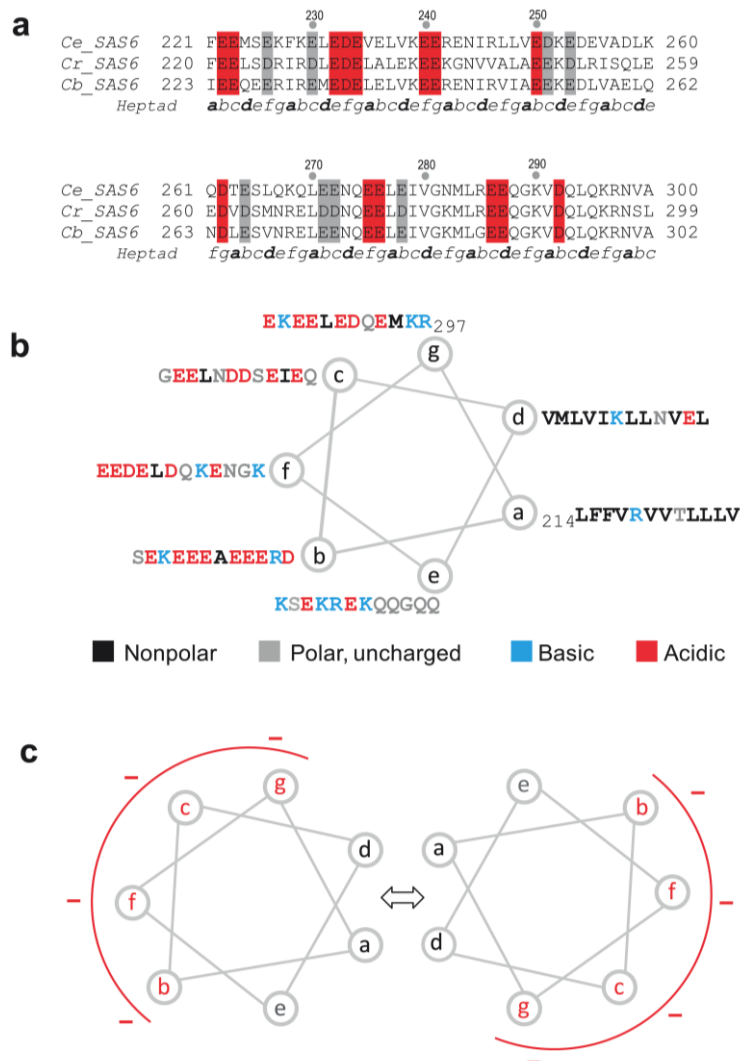 a
230 240 250
Ce_SAS6 221 FEEMSEKFKELEDEVELVKEERENIRLLVEDKEDEVADLK 260
Cr_SAS6 220 FEELSDRIRDLEDELALEKEEKGNVVALAEEKDLRISQLE 259
Cb_SAS6 223 IEEQEERIREMEDELELVKEERENIRVIAEEKEDLVAELQ 262
Heptad abcdefgabcdefgabcdefgabcdefgabcdefgabcde
270 280 290
Ce_SAS6 261 QDTESLQKQLEENQEELEIVGNMLREEQGKVDQLQKRNVA 300
Cr_SAS6 260 EDVDSMNRELDDNQEELEIVGKMLREEQGKVDQLQKRNSL 299
Cb_SAS6 263 NDLESVNRELEENQEELEIVGKMLGEEQGKVDQLQKRNVA 302
Heptad fgabcdefgabcdefgabcdefgabcdefgabcdefgabc
b
EKEELEDQEMKR297
g
GEELNDDSEIEQ c
d VMLVIKLLNVEL
EEDELDQKENGK f
a 214LFFVRVVTLLLV
SEKEEEAEEERD b
e
KSEKREKQQGQQ
Nonpolar Polar, uncharged Basic Acidic
c
– –
g e
– c b –
d a
– f f –
a d
b c –
– e g
–